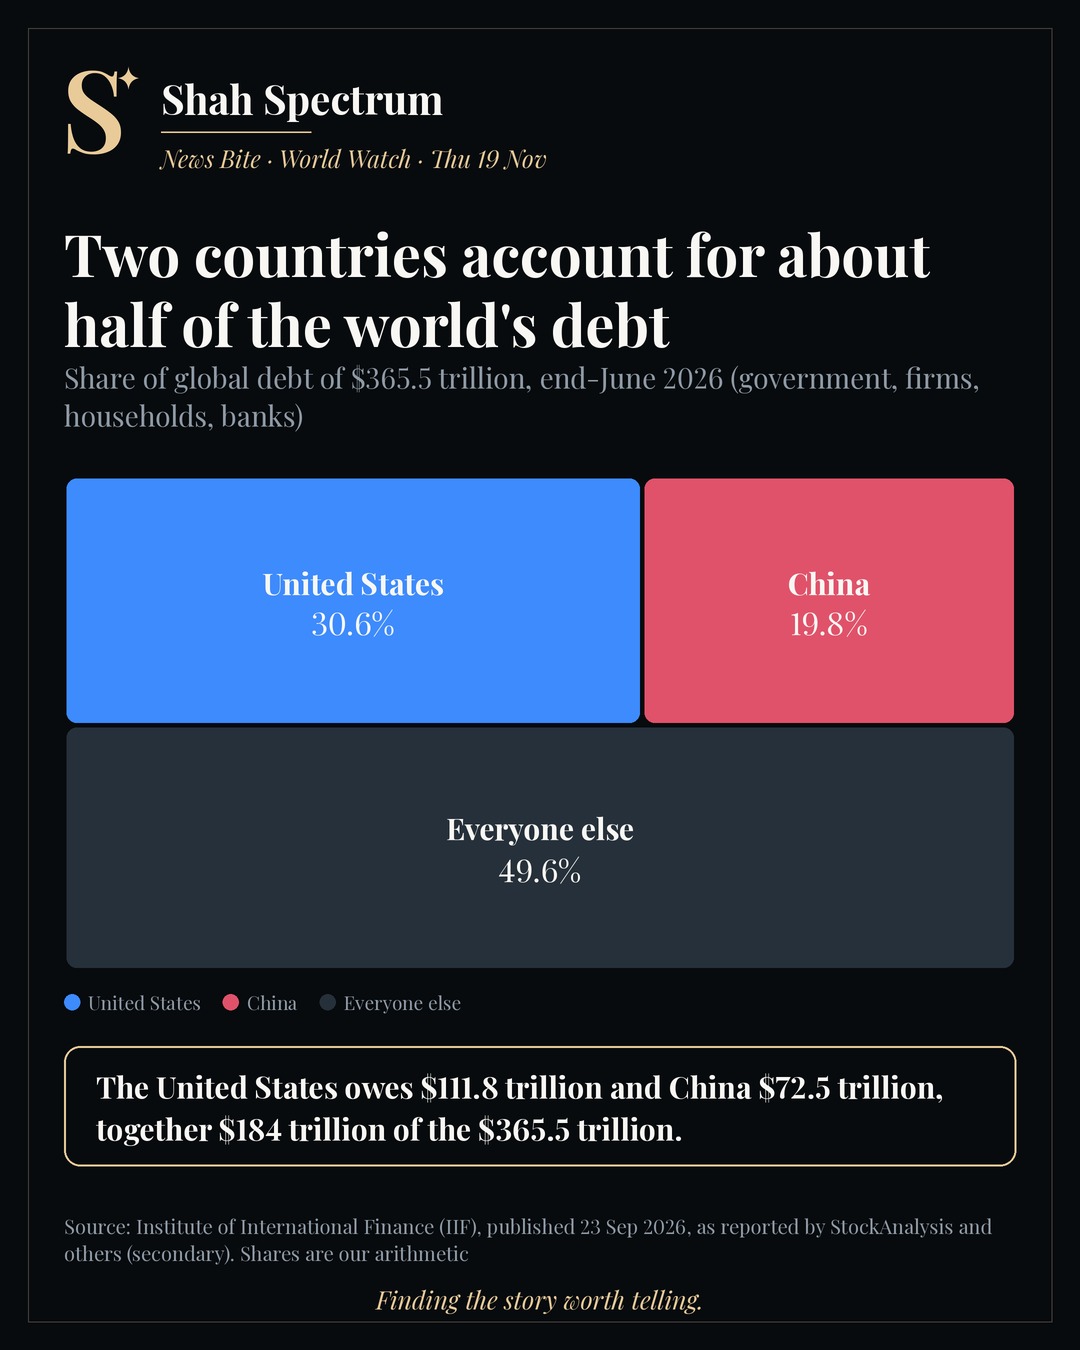 S
Shah Spectrum
News Bite · World Watch · Thu 19 Nov
Two countries account for about
half of the world's debt
Share of global debt of $365.5 trillion, end-June 2026 (government, firms,
households, banks)
United States
30.6%
China
19.8%
Everyone else
49.6%
United States China Everyone else
The United States owes $111.8 trillion and China $72.5 trillion,
together $184 trillion of the $365.5 trillion.
Source: Institute of International Finance (IIF), published 23 Sep 2026, as reported by StockAnalysis and
others (secondary). Shares are our arithmetic
Finding the story worth telling.